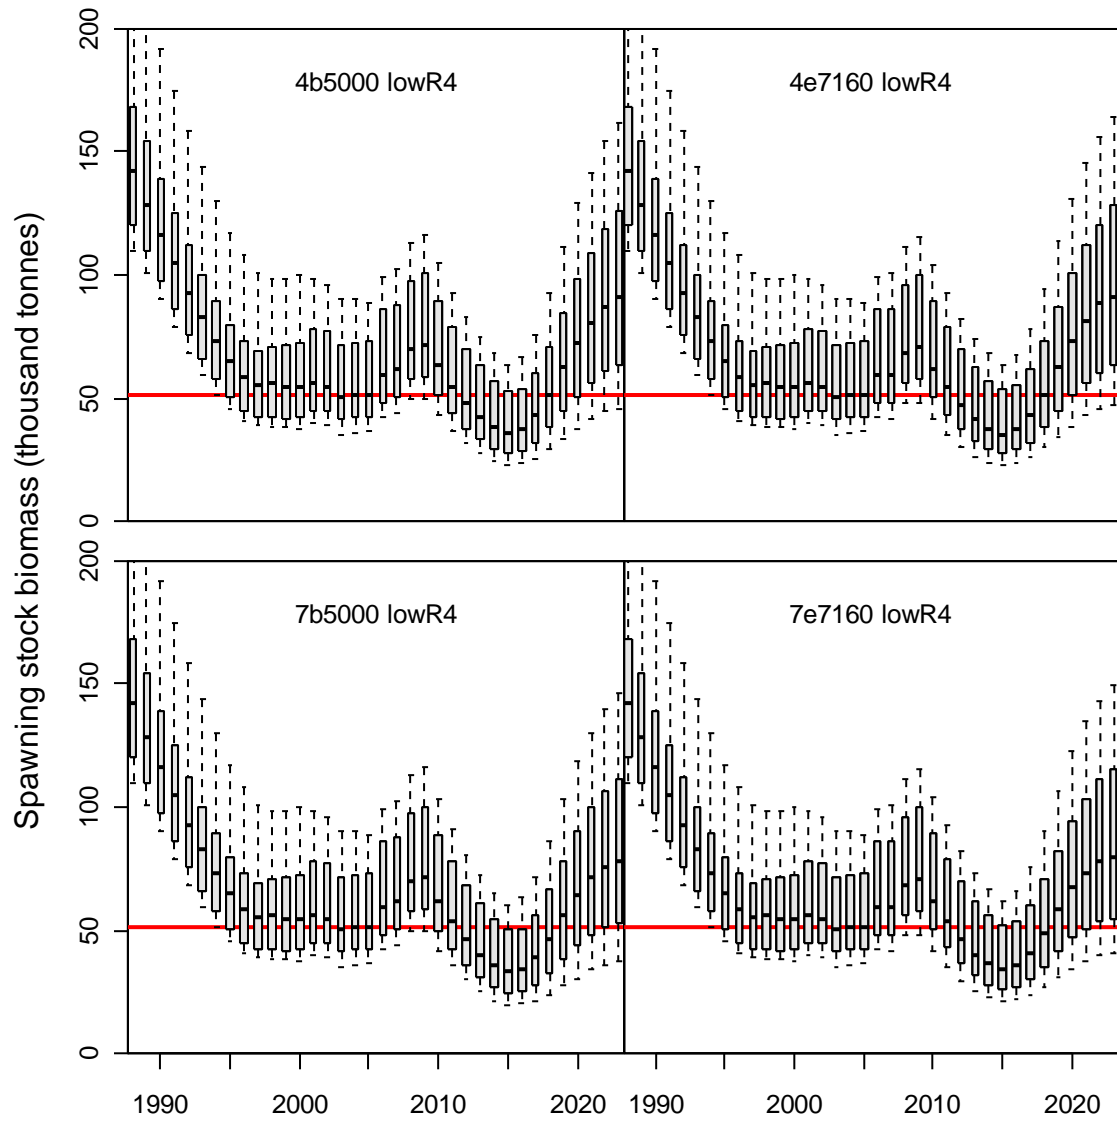 Spawning stock biomass (thousand tonnes)
200
150
100
50
0
4b5000 lowR4
4e7160 lowR4
200
150
100
50
0
7b5000 lowR4
7e7160 lowR4
1990 2000 2010 2020 1990 2000 2010 2020